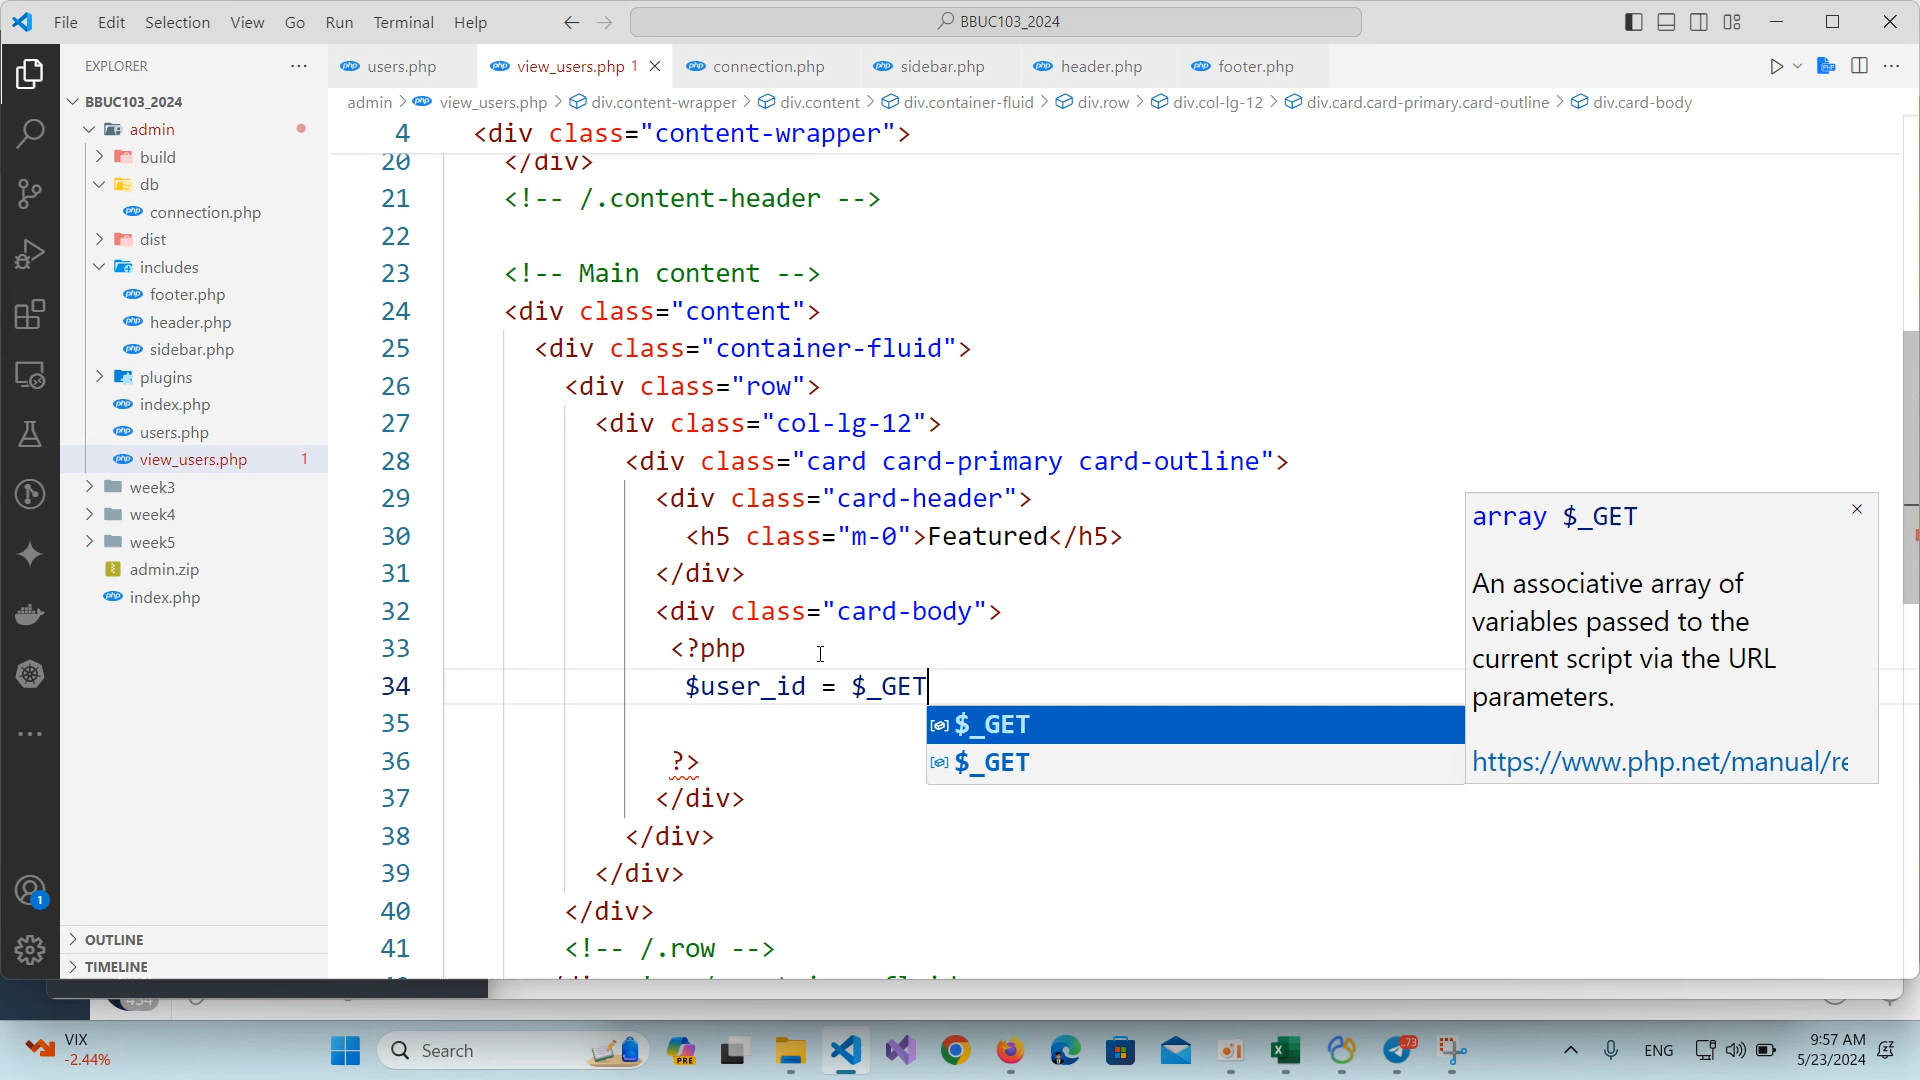 File Edit Selection View Go Run Terminal Help
BBUC103_2024
EXPLORER
users.php
view_users.php 1
connection.php
sidebar.php
header.php
footer.php
BBUC103_2024
admin
build
db
connection.php
dist
includes
footer.php
header.php
sidebar.php
plugins
index.php
users.php
view_users.php 1
week3
week4
week5
admin.zip
index.php
OUTLINE
TIMELINE
1
admin > view_users.php > div.content-wrapper > div.content > div.container-fluid > div.row > div.col-lg-12 > div.card.card-primary.card-outline > div.card-body
4 <div class="content-wrapper">
20 </div>
21 <!-- /.content-header -->
22
23 <!-- Main content -->
24 <div class="content">
25 <div class="container-fluid">
26 <div class="row">
27 <div class="col-lg-12">
28 <div class="card card-primary card-outline">
29 <div class="card-header">
30 <h5 class="m-0">Featured</h5>
31 </div>
32 <div class="card-body">
33 <?php
34 $user_id = $_GET
35
36 ?>
37 </div>
38 </div>
39 </div>
40 </div>
41 <!-- /.row -->
$_GET
$_GET
array $_GET
An associative array of
variables passed to the
current script via the URL
parameters.
https://www.php.net/manual/re
VIX
-2.44%
Search
PRE
73
ENG
9:57 AM
5/23/2024